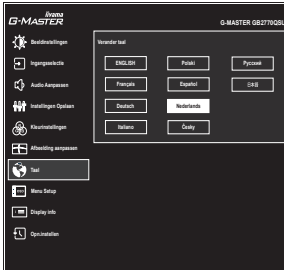 iiyama
G-MASTER
G-MASTER GB2770QSU
Beeldinstellingen
Ingangsselectie
Audio Aanpassen
Instellingen Opslaan
Kleurinstellingen
Afbeelding aanpassen
Taal
Menu Setup
Display info
Opn.instellen
Verander taal
ENGLISH
Polski
Русский
Français
Español
日本語
Deutsch
Nederlands
Italiano
Česky